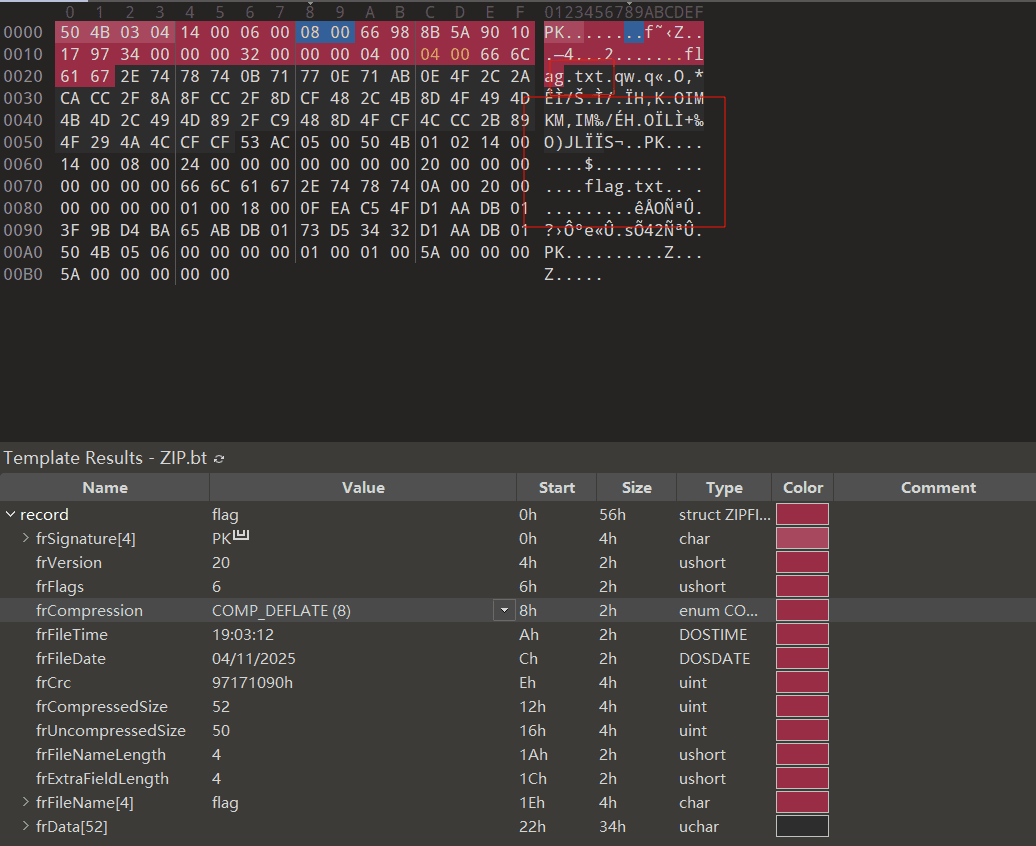 0 1 2 3 4 5 6 7 8 9 A B C D E F 0123456789ABCDEF
0000 50 4B 03 04 14 00 06 00 08 00 66 98 8B 5A 90 10 PK........f˜‹Z..
0010 17 97 34 00 00 00 32 00 00 00 04 00 04 00 66 6C .—4...2.......fl
0020 61 67 2E 74 78 74 0B 71 77 0E 71 AB 0E 4F 2C 2A ag.txt.qw.q«.O,*
0030 CA CC 2F 8A 8F CC 2F 8D CF 48 2C 4B 8D 4F 49 4D ÊÌ/Š.Ì/.ÏH,K.OIM
0040 4B 4D 2C 49 4D 89 2F C9 48 8D 4F CF 4C CC 2B 89 KM,IM‰/ÉH.OÏLÌ+‰
0050 4F 29 4A 4C CF CF 53 AC 05 00 50 4B 01 02 14 00 O)JLÏÏS¬..PK....
0060 14 00 08 00 24 00 00 00 00 00 00 00 20 00 00 00 ....$....... ...
0070 00 00 00 00 66 6C 61 67 2E 74 78 74 0A 00 20 00 ....flag.txt.. .
0080 00 00 00 00 01 00 18 00 0F EA C5 4F D1 AA DB 01 .........êÅOÑªÛ.
0090 3F 9B D4 BA 65 AB DB 01 73 D5 34 32 D1 AA DB 01 ?›Ôºe«Û.sÕ42ÑªÛ.
00A0 50 4B 05 06 00 00 00 00 01 00 01 00 5A 00 00 00 PK..........Z...
00B0 5A 00 00 00 00 00 Z.....
Template Results - ZIP.bt
Name Value Start Size Type Color Comment
record flag 0h 56h struct ZIPFI...
frSignature[4] PK 0h 4h char
frVersion 20 4h 2h ushort
frFlags 6 6h 2h ushort
frCompression COMP_DEFLATE (8) 8h 2h enum CO...
frFileTime 19:03:12 Ah 2h DOSTIME
frFileDate 04/11/2025 Ch 2h DOSDATE
frCrc 97171090h Eh 4h uint
frCompressedSize 52 12h 4h uint
frUncompressedSize 50 16h 4h uint
frFileNameLength 4 1Ah 2h ushort
frExtraFieldLength 4 1Ch 2h ushort
frFileName[4] flag 1Eh 4h char
frData[52] 22h 34h uchar